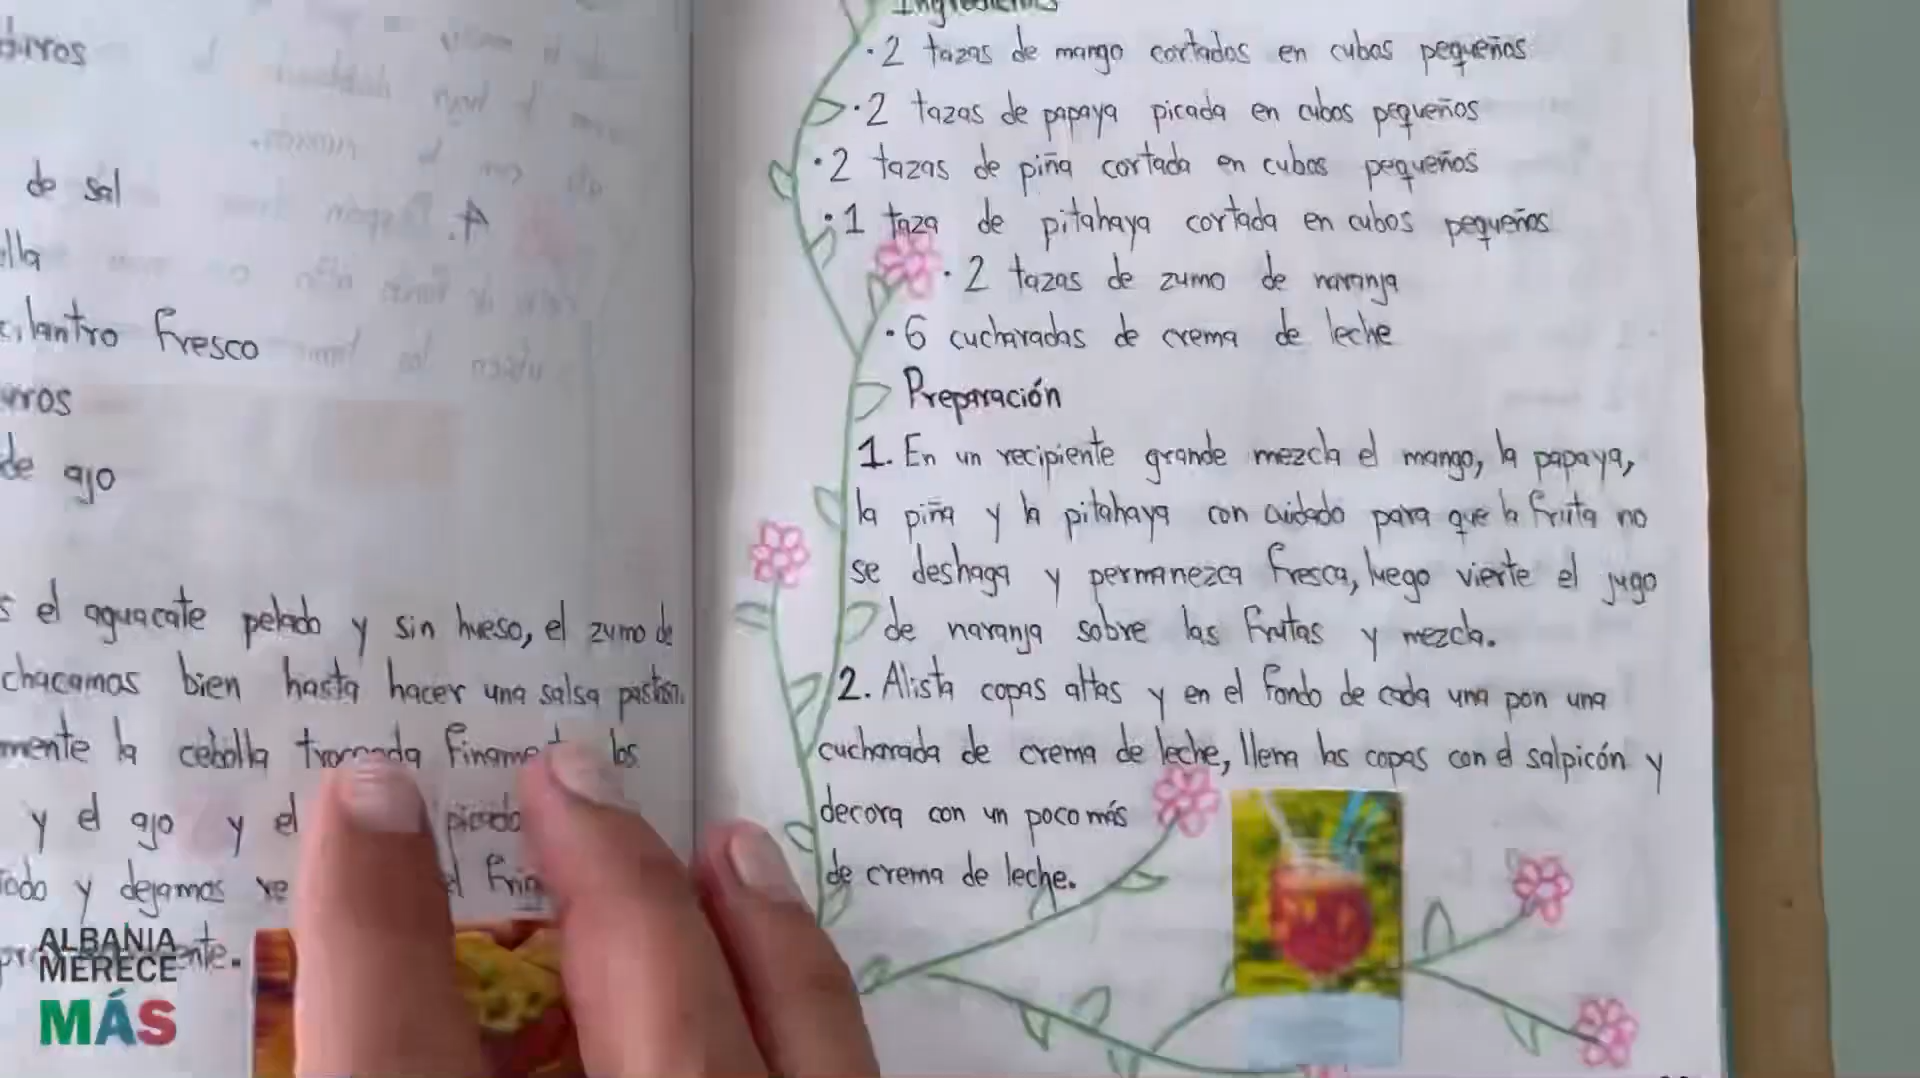 de sal
cilantro fresco
de ajo
el aguacate pelado y sin hueso, el zumo de
chacamos bien hasta hacer una salsa
mente la cebolla finamente los
y el ajo y el picado
todo y dejamos el
ALBANIA
MERECE
MÁS
Ingredientes
· 2 tazas de mango cortados en cubos pequeños
· 2 tazas de papaya picada en cubos pequeños
· 2 tazas de piña cortada en cubos pequeños
· 1 taza de pitahaya cortada en cubos pequeños
· 2 tazas de zumo de naranja
· 6 cucharadas de crema de leche
Preparación
1. En un recipiente grande mezcla el mango, la papaya,
la piña y la pitahaya con cuidado para que la fruta no
se deshaga y permanezca fresca, luego vierte el jugo
de naranja sobre las frutas y mezcla.
2. Alista copas altas y en el fondo de cada una pon una
cucharada de crema de leche, llena las copas con el salpicón y
decora con un poco más
de crema de leche.